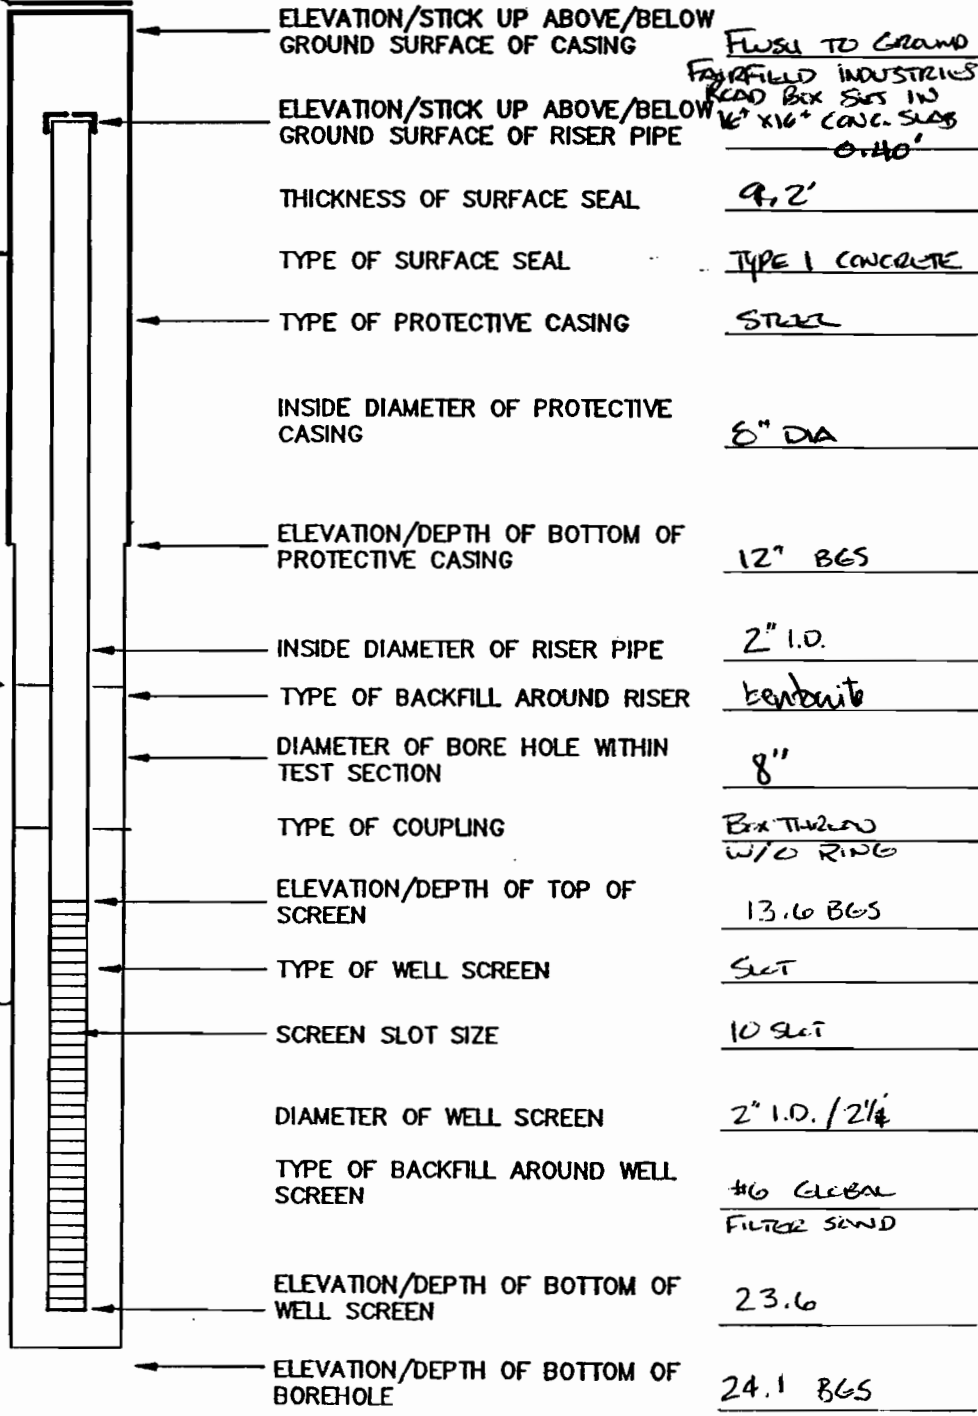 ELEVATION/STICK UP ABOVE/BELOW
GROUND SURFACE OF CASING
FLUSH TO GROUND
FAIRFIELD INDUSTRIES
ROAD BOX SET IN
16" X16" CONC. SLAB
ELEVATION/STICK UP ABOVE/BELOW
GROUND SURFACE OF RISER PIPE
0.40'
THICKNESS OF SURFACE SEAL
9.2'
TYPE OF SURFACE SEAL
TYPE 1 CONCRETE
TYPE OF PROTECTIVE CASING
STEEL
INSIDE DIAMETER OF PROTECTIVE
CASING
DIA
ELEVATION/DEPTH OF BOTTOM OF
PROTECTIVE CASING
12" BGS
INSIDE DIAMETER OF RISER PIPE
2" I.D.
TYPE OF BACKFILL AROUND RISER
bentonite
DIAMETER OF BORE HOLE WITHIN
TEST SECTION
8"
TYPE OF COUPLING
BOX THREAD
W/O RING
ELEVATION/DEPTH OF TOP OF
SCREEN
13.6 BGS
TYPE OF WELL SCREEN
SLOT
SCREEN SLOT SIZE
10 SLOT
DIAMETER OF WELL SCREEN
2" I.D. /
TYPE OF BACKFILL AROUND WELL
SCREEN
#6 GLOBAL
FILTER SAND
ELEVATION/DEPTH OF BOTTOM OF
WELL SCREEN
23.6
ELEVATION/DEPTH OF BOTTOM OF
BOREHOLE
24.1 BGS